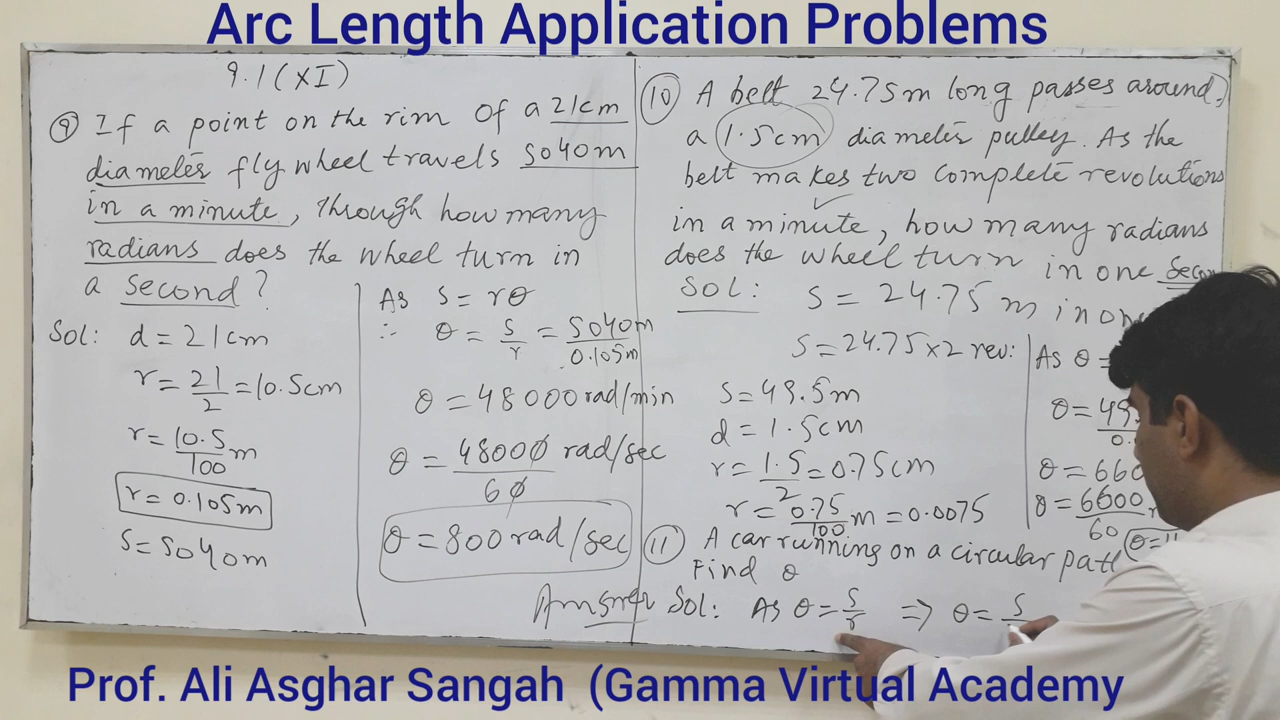 Arc Length Application Problems
9.1 (XI)
⑨ If a point on the rim of a 21cm
diameter fly wheel travels 5040m
in a minute, Through how many
radians does the wheel turn in
a second?
Sol: d = 21cm
r = 21/2 = 10.5cm
r = 10.5/100 m
r = 0.105m
S = 5040m
As S = rθ
∴ θ = S/r = 5040m/0.105m
θ = 48000 rad/min
θ = 48000/60 rad/sec
θ = 800 rad/sec
Answer
⑩ A belt 24.75m long passes around
a 1.5cm diameter pulley. As the
belt makes two complete revolutions
in a minute, how many radians
does the wheel turn in one
Sol: S = 24.75 m in
S = 24.75×2 rev:
S = 49.5m
d = 1.5cm
r = 1.5/2 = 0.75cm
r = 0.75/100 m = 0.0075
As θ =
θ =
θ = 660
θ = 6600/60
⑪ A car running on a circular
Find θ
Sol: As θ = S/r ⇒ θ = S
Prof. Ali Asghar Sangah (Gamma Virtual Academy